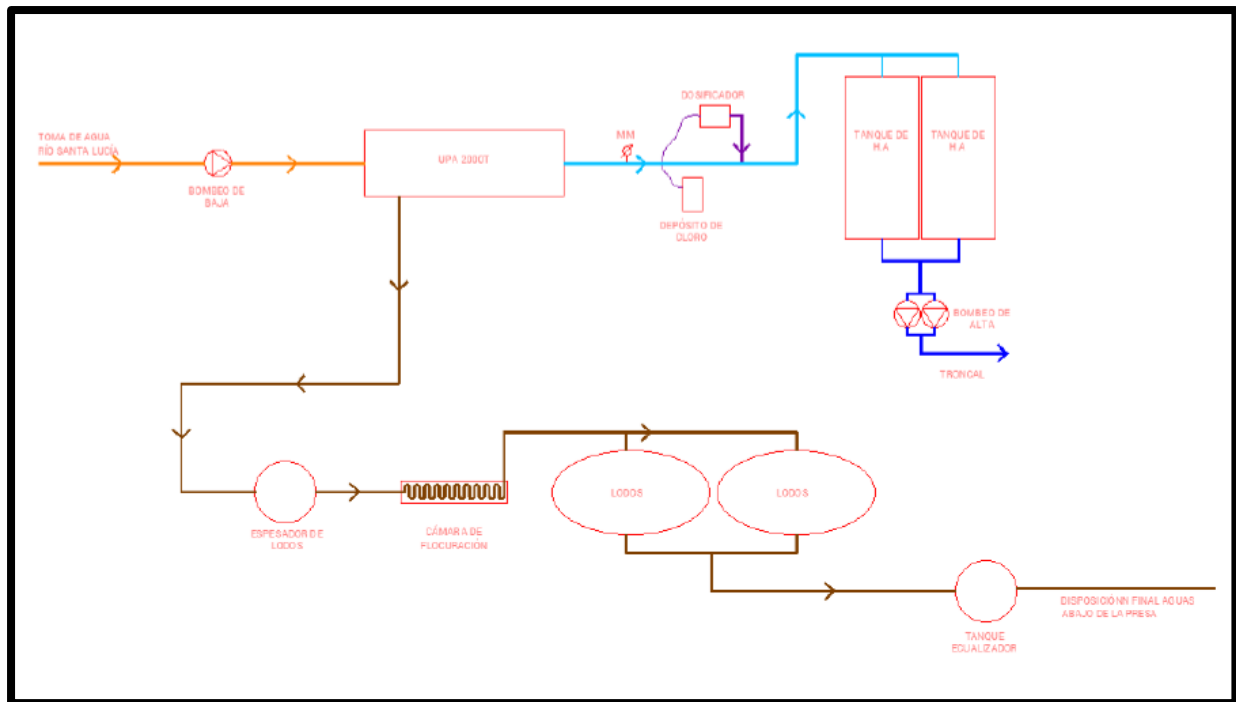 TOMA DE AGUA
RÍO SANTA LUCÍA
BOMBEO DE
BAJA
UPA 2000T
MM
DOSIFICADOR
DEPÓSITO DE
CLORO
TANQUE DE
H.A
TANQUE DE
H.A
BOMBEO DE
ALTA
TRONCAL
ESPESADOR DE
LODOS
CÁMARA DE
FLOCURACIÓN
LODOS
LODOS
TANQUE
ECUALIZADOR
DISPOSICIÓNN FINAL AGUAS
ABAJO DE LA PRESA